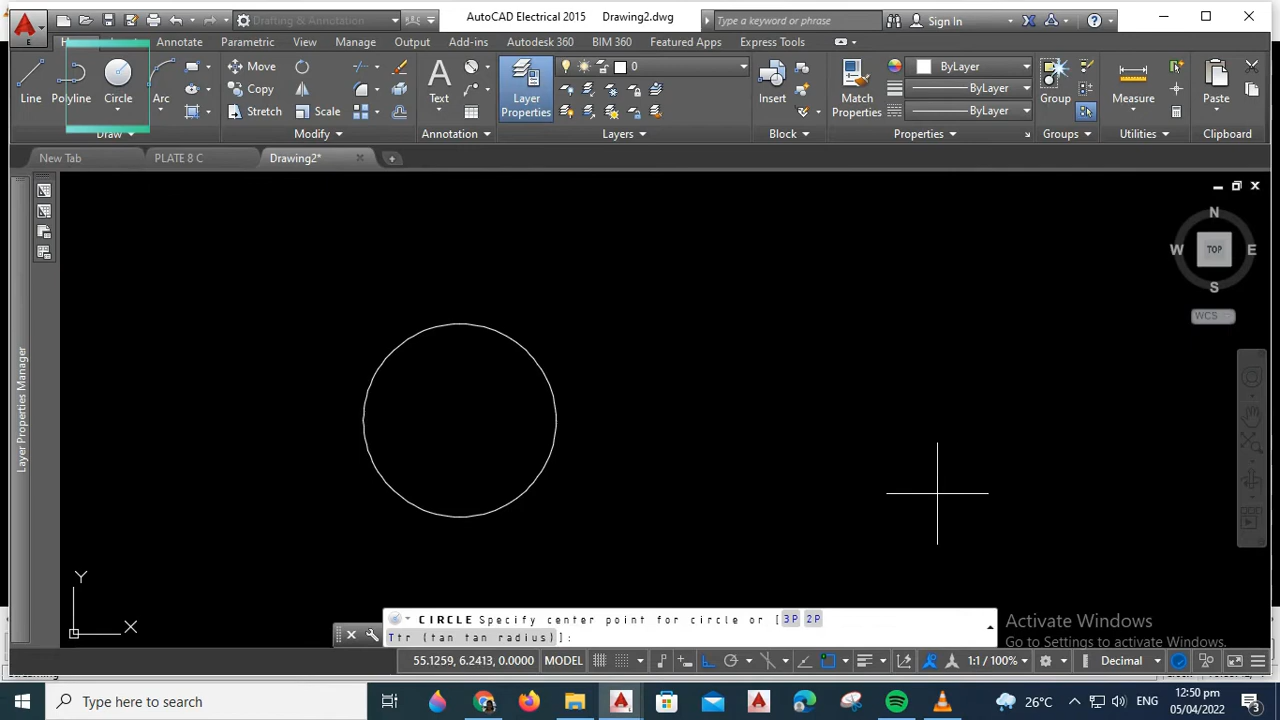 E
Drafting & Annotation
AutoCAD Electrical 2015 Drawing2.dwg
Type a keyword or phrase
Sign In
Annotate Parametric View Manage Output Add-ins Autodesk 360 BIM 360 Featured Apps Express Tools
Line Polyline Circle Arc
Draw
Move
Copy
Stretch Scale
Modify
Text
Annotation
Layer
Properties
0
Layers
Insert
Block
Match
Properties
ByLayer
ByLayer
ByLayer
Properties
Group
Groups
Measure
Utilities
Paste
Clipboard
New Tab PLATE 8 C Drawing2*
Layer Properties Manager
N
W TOP E
S
WCS
Y
X
CIRCLE Specify center point for circle or [3P 2P
Ttr (tan tan radius)]:
Activate Windows
Go to Settings to activate Windows.
55.1259, 6.2413, 0.0000 MODEL 1:1 / 100% Decimal
Type here to search
26°C ENG
12:50 pm
05/04/2022
3